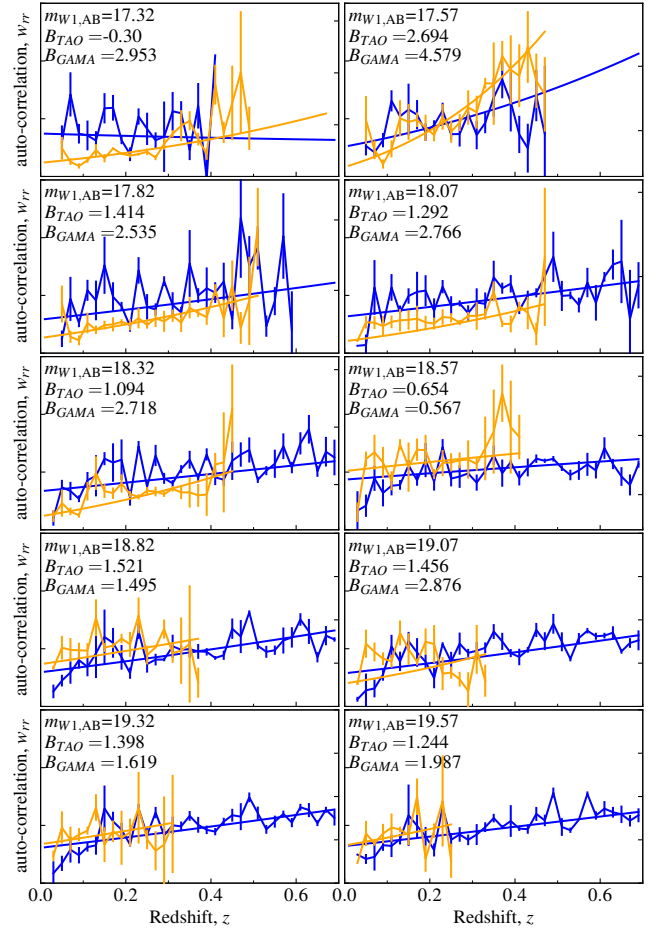 m_{W1,AB}=17.32
B_{TAO}=-0.30
B_{GAMA}=2.953
m_{W1,AB}=17.57
B_{TAO}=2.694
B_{GAMA}=4.579
auto-correlation, w_{rr}
m_{W1,AB}=17.82
B_{TAO}=1.414
B_{GAMA}=2.535
m_{W1,AB}=18.07
B_{TAO}=1.292
B_{GAMA}=2.766
auto-correlation, w_{rr}
m_{W1,AB}=18.32
B_{TAO}=1.094
B_{GAMA}=2.718
m_{W1,AB}=18.57
B_{TAO}=0.654
B_{GAMA}=0.567
auto-correlation, w_{rr}
m_{W1,AB}=18.82
B_{TAO}=1.521
B_{GAMA}=1.495
m_{W1,AB}=19.07
B_{TAO}=1.456
B_{GAMA}=2.876
auto-correlation, w_{rr}
m_{W1,AB}=19.32
B_{TAO}=1.398
B_{GAMA}=1.619
m_{W1,AB}=19.57
B_{TAO}=1.244
B_{GAMA}=1.987
auto-correlation, w_{rr}
0.0 0.2 0.4 0.6
0.0 0.2 0.4 0.6
Redshift, z
Redshift, z